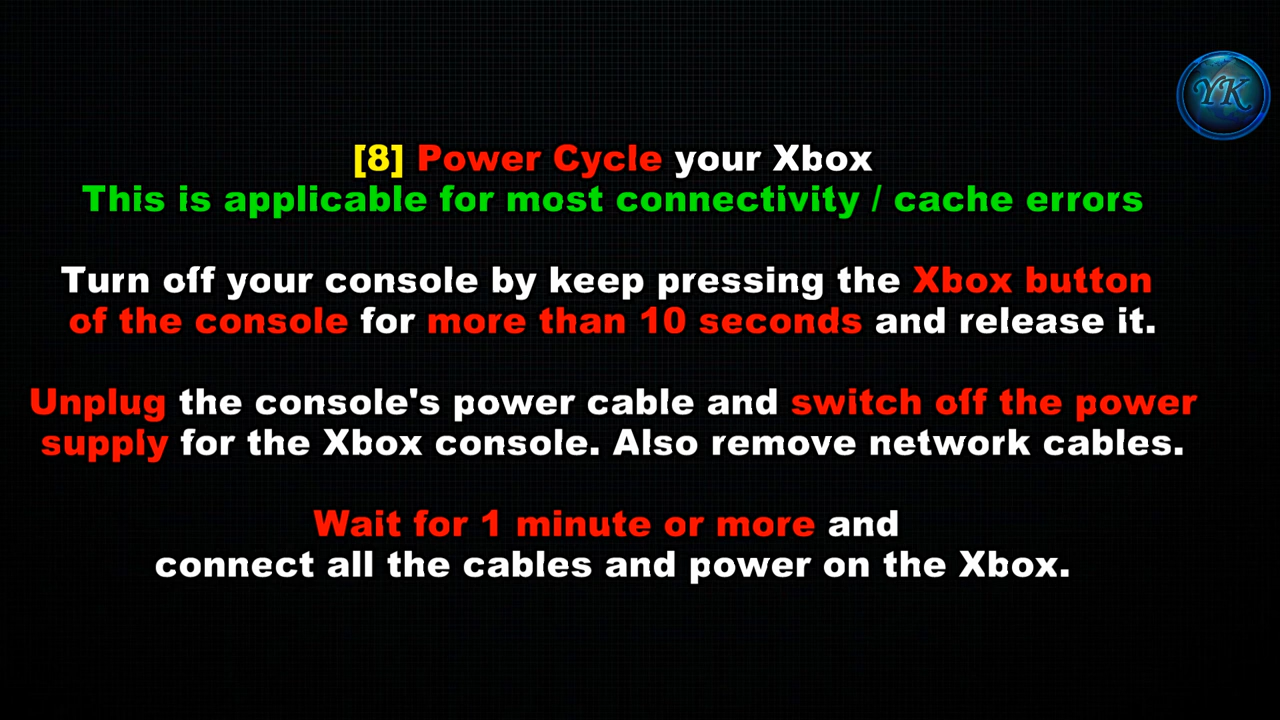 YK
[8] Power Cycle your Xbox
This is applicable for most connectivity / cache errors
Turn off your console by keep pressing the Xbox button
of the console for more than 10 seconds and release it.
Unplug the console's power cable and switch off the power
supply for the Xbox console. Also remove network cables.
Wait for 1 minute or more and
connect all the cables and power on the Xbox.